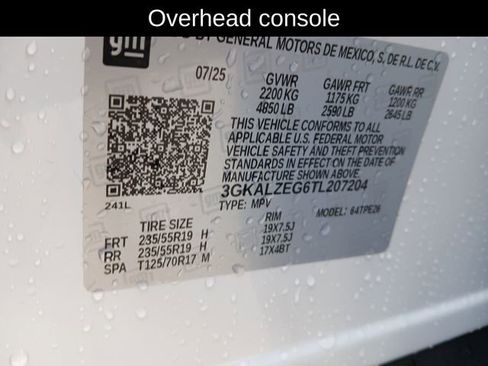 Overhead console
gm
BY GENERAL MOTORS DE MEXICO, S. DE R.L. DE C.V.
07/25
GVWR GAWR FRT GAWR RR
2200 KG 1175 KG 1200 KG
4850 LB 2590 LB 2645 LB
THIS VEHICLE CONFORMS TO ALL
APPLICABLE U.S. FEDERAL MOTOR
VEHICLE SAFETY AND THEFT PREVENTION
STANDARDS IN EFFECT ON THE DATE OF
MANUFACTURE SHOWN ABOVE.
3GKALZEG6TL207204
241L
TYPE: MPV MODEL: 64TPE26
TIRE SIZE RIM
FRT 235/55R19 H 19X7.5J
RR 235/55R19 H 19X7.5J
SPA T125/70R17 M 17X4BT